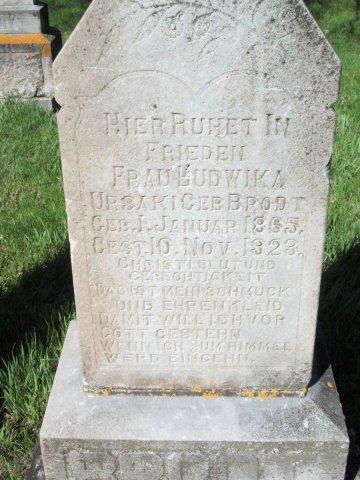 HIER RUHET IN
FRIEDEN
FRAU LUDWIKA
URSAKI GEB BRODT
GEB. 1. JANUAR 1865.
GEST. 10. NOV. 1923.
CHRISTI BLUT UND
GERECHTIGKEIT
DAS IST MEIN SCHMUCK
UND EHRENKLEID
DAMIT WILL ICH VOR
GOTT GESTEHN
WENN ICH ZUM HIMMEL
WERD EINGEHN.